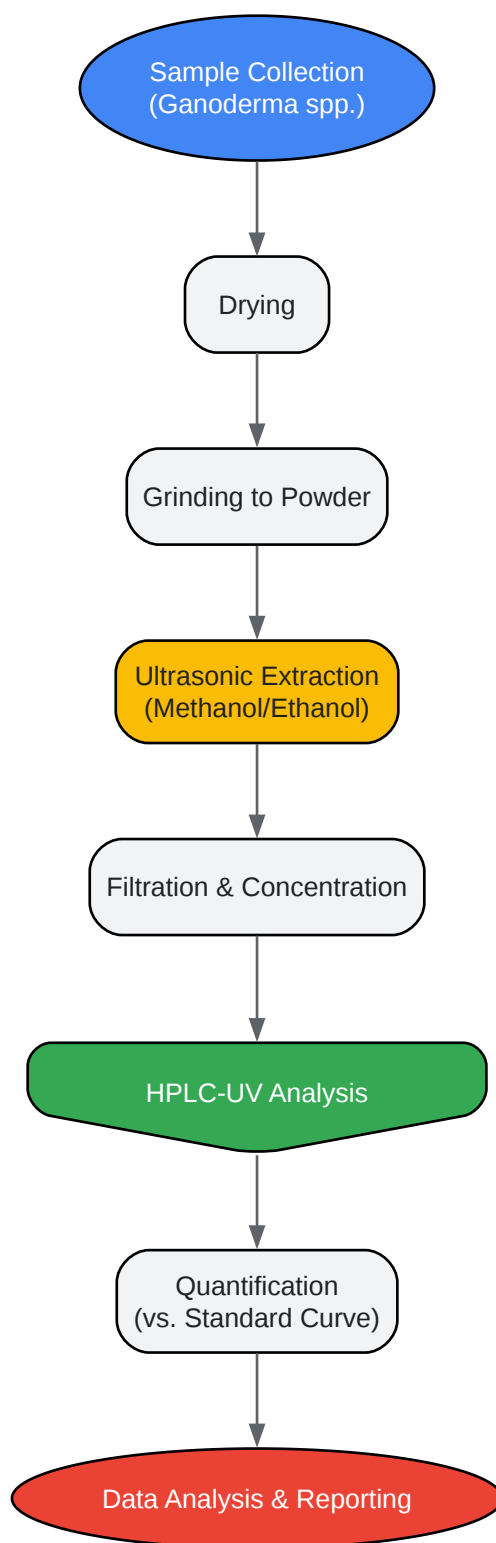 Sample Collection
(Ganoderma spp.)
Drying
Grinding to Powder
Ultrasonic Extraction
(Methanol/Ethanol)
Filtration & Concentration
HPLC-UV Analysis
Quantification
(vs. Standard Curve)
Data Analysis & Reporting